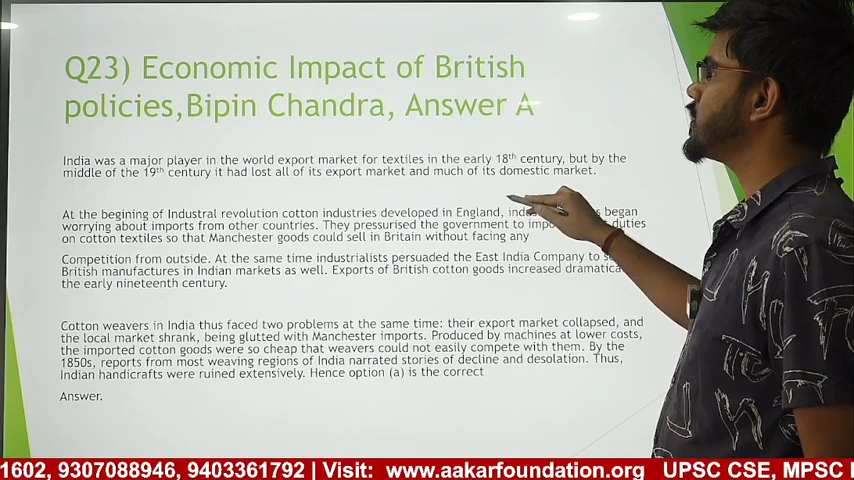 Q23) Economic Impact of British
policies,Bipin Chandra, Answer A
India was a major player in the world export market for textiles in the early 18th century, but by the
middle of the 19th century it had lost all of its export market and much of its domestic market.
At the begining of Industral revolution cotton industries developed in England, began
worrying about imports from other countries. They pressurised the government to duties
on cotton textiles so that Manchester goods could sell in Britain without facing any
Competition from outside. At the same time industrialists persuaded the East India Company to
British manufactures in Indian markets as well. Exports of British cotton goods increased
the early nineteenth century.
Cotton weavers in India thus faced two problems at the same time: their export market collapsed, and
the local market shrank, being glutted with Manchester imports. Produced by machines at lower costs,
the imported cotton goods were so cheap that weavers could not easily compete with them. By the
1850s, reports from most weaving regions of India narrated stories of decline and desolation. Thus,
Indian handicrafts were ruined extensively. Hence option (a) is the correct
Answer.
1602, 9307088946, 9403361792 | Visit: www.aakarfoundation.org UPSC CSE, MPSC